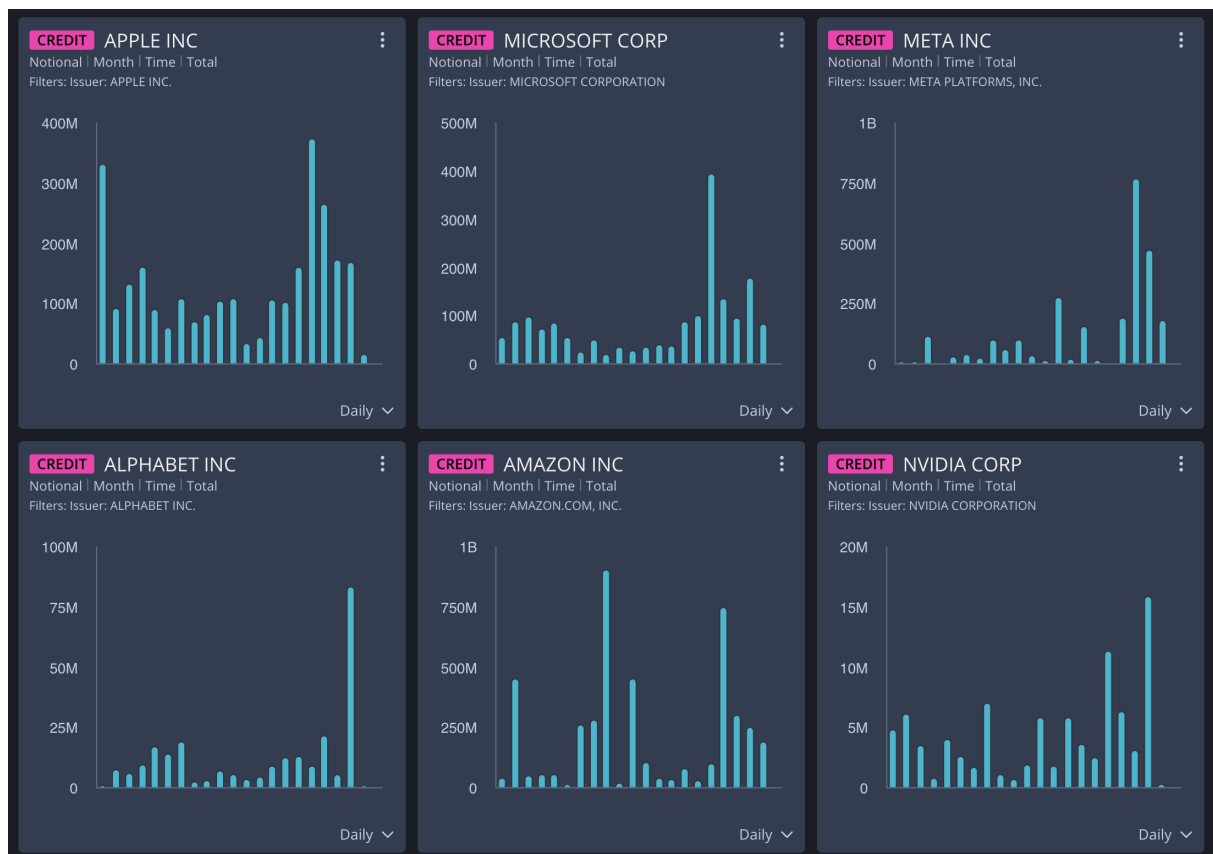 CREDIT APPLE INC
Notional | Month | Time | Total
Filters: Issuer: APPLE INC.
400M
300M
200M
100M
0
Daily
CREDIT MICROSOFT CORP
Notional | Month | Time | Total
Filters: Issuer: MICROSOFT CORPORATION
500M
400M
300M
200M
100M
0
Daily
CREDIT META INC
Notional | Month | Time | Total
Filters: Issuer: META PLATFORMS, INC.
1B
750M
500M
250M
0
Daily
CREDIT ALPHABET INC
Notional | Month | Time | Total
Filters: Issuer: ALPHABET INC.
100M
75M
50M
25M
0
Daily
CREDIT AMAZON INC
Notional | Month | Time | Total
Filters: Issuer: AMAZON.COM, INC.
1B
750M
500M
250M
0
Daily
CREDIT NVIDIA CORP
Notional | Month | Time | Total
Filters: Issuer: NVIDIA CORPORATION
20M
15M
10M
5M
0
Daily